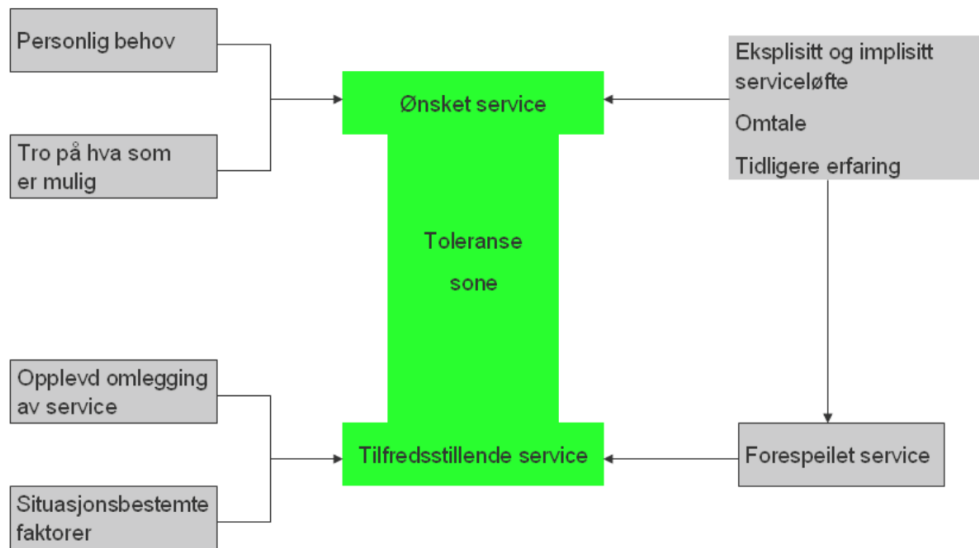 Personlig behov
Tro på hva som
er mulig
Ønsket service
Eksplisitt og implisitt
serviceløfte
Omtale
Tidligere erfaring
Toleranse
sone
Opplevd omlegging
av service
Situasjonsbestemte
faktorer
Tilfredsstillende service
Forespeilet service